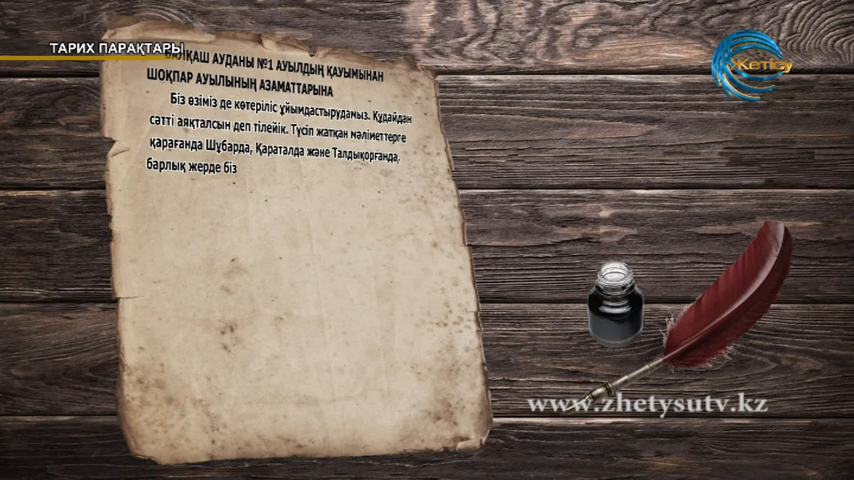 ТАРИХ ПАРАҚТАРЫ
БАЛҚАШ АУДАНЫ №1 АУЫЛДЫҢ ҚАУЫМЫНАН
ШОҚПАР АУЫЛЫНЫҢ АЗАМАТТАРЫНА
Біз өзіміз де көтеріліс ұйымдастырудамыз. Құдайдан
сәтті аяқталсын деп тілейік. Түсіп жатқан мәліметтерге
қарағанда Шұбарда, Қараталда және Талдықорғанда,
барлық жерде біз
Жетісу
www.zhetysutv.kz